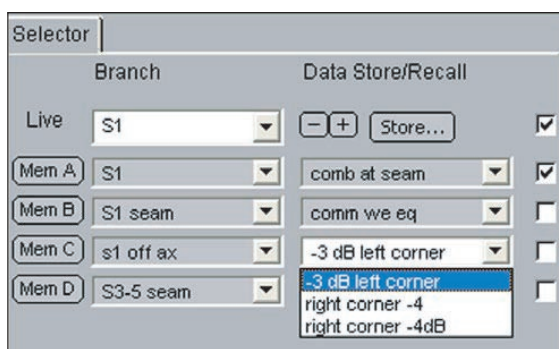 Selector
Branch Data Store/Recall
Live S1 − + Store...
Mem A S1 comb at seam
Mem B S1 seam comm we eq
Mem C s1 off ax -3 dB left corner
Mem D S3-5 seam -3 dB left corner
right corner -4
right corner -4dB